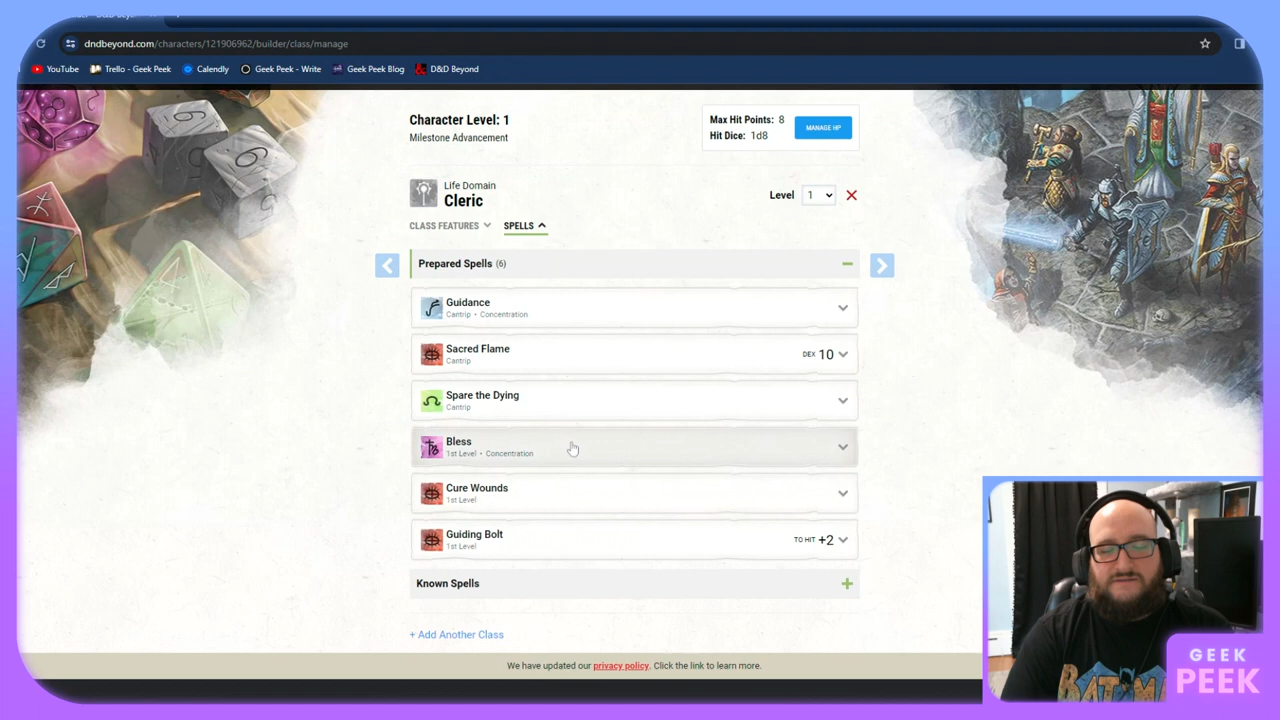 dndbeyond.com/characters/121906962/builder/class/manage
YouTube
Trello - Geek Peek
Calendly
Geek Peek - Write
Geek Peek Blog
D&D Beyond
Character Level: 1
Milestone Advancement
Max Hit Points: 8
Hit Dice: 1d8
MANAGE HP
Life Domain
Cleric
Level 1
CLASS FEATURES
SPELLS
Prepared Spells (6)
Guidance
Cantrip • Concentration
Sacred Flame
Cantrip
DEX 10
Spare the Dying
Cantrip
Bless
1st Level • Concentration
Cure Wounds
1st Level
Guiding Bolt
1st Level
TO HIT +2
Known Spells
+ Add Another Class
We have updated our privacy policy. Click the link to learn more.
GEEK
PEEK